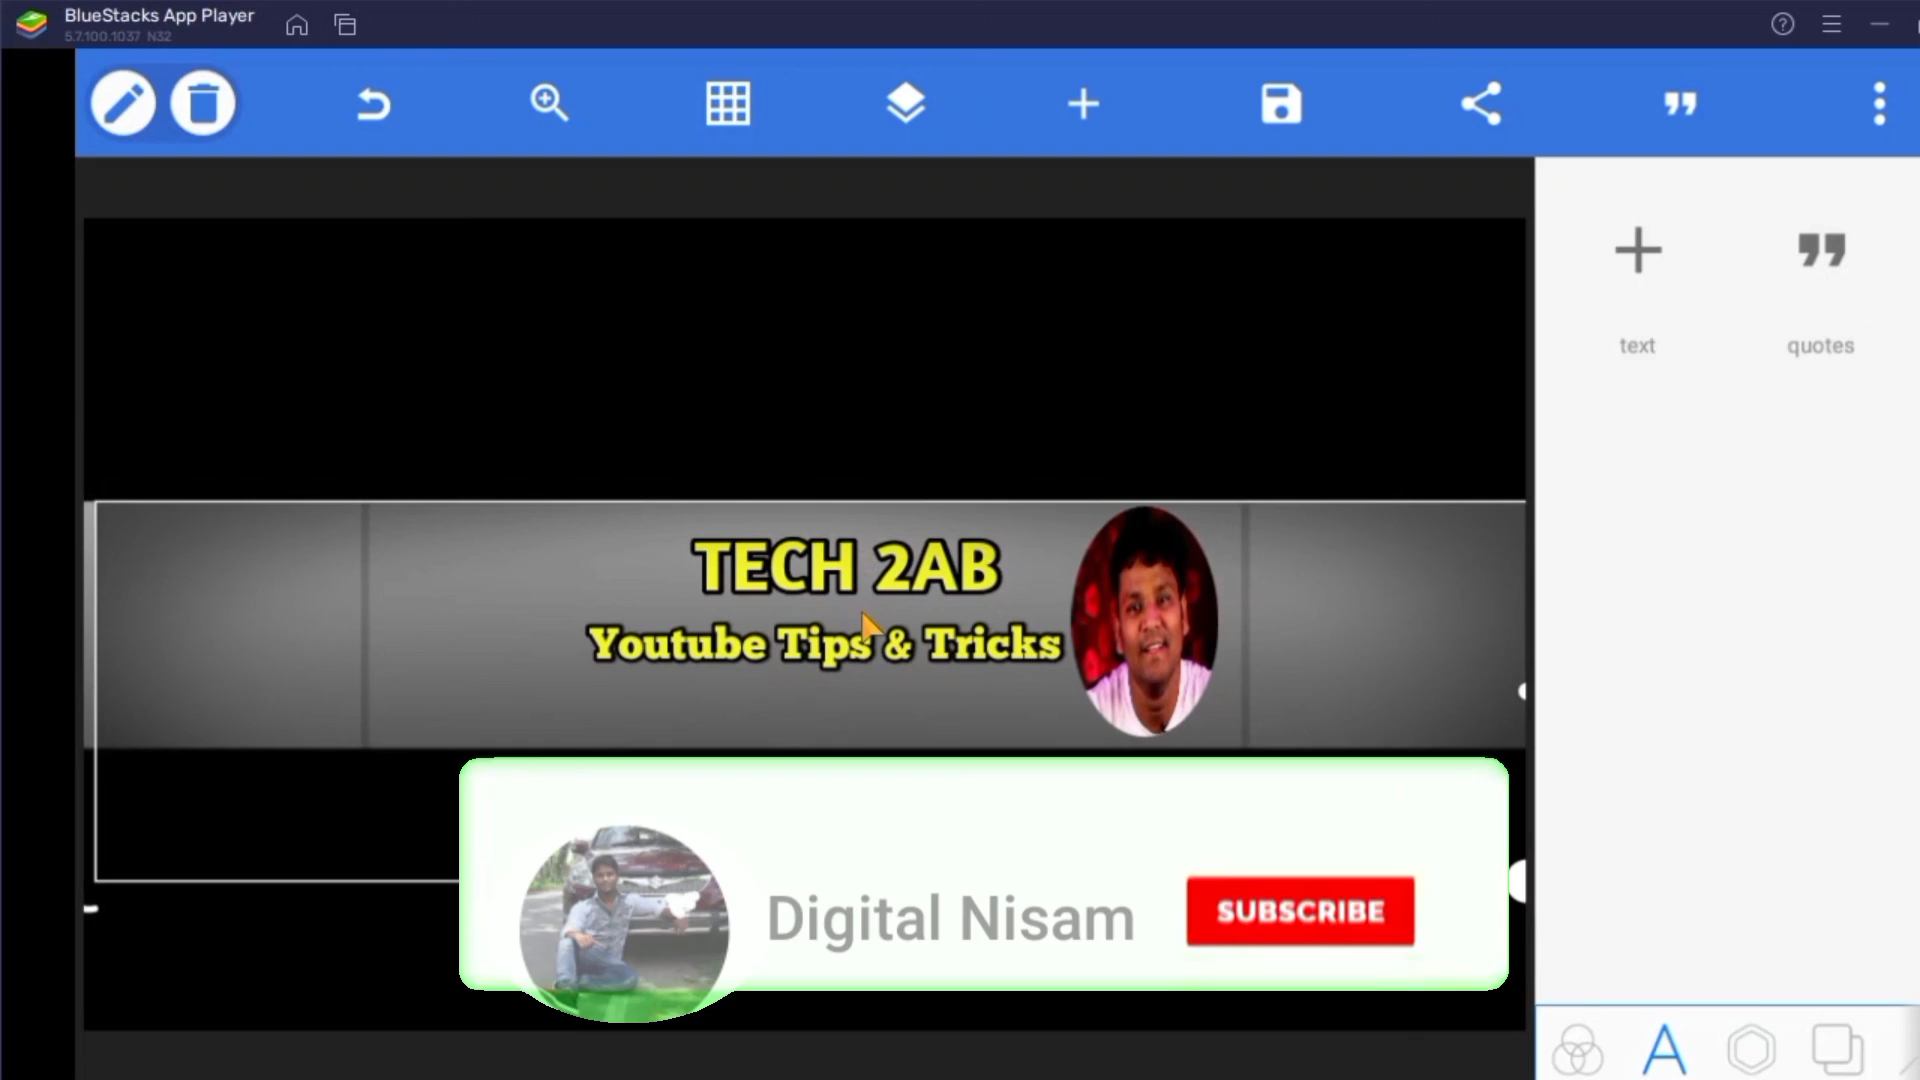 BlueStacks App Player
5.7.100.1037 N32
text
quotes
TECH 2AB
Youtube Tips & Tricks
Digital Nisam
SUBSCRIBE